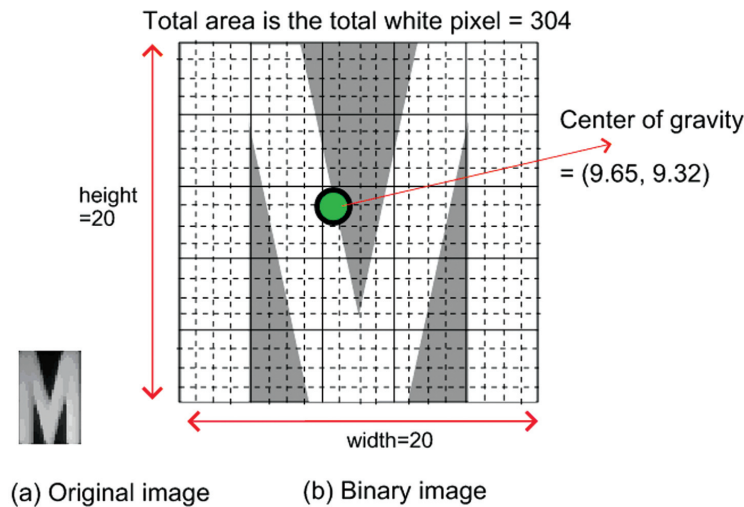 Total area is the total white pixel = 304
Center of gravity
= (9.65, 9.32)
height
=20
width=20
(a) Original image
(b) Binary image